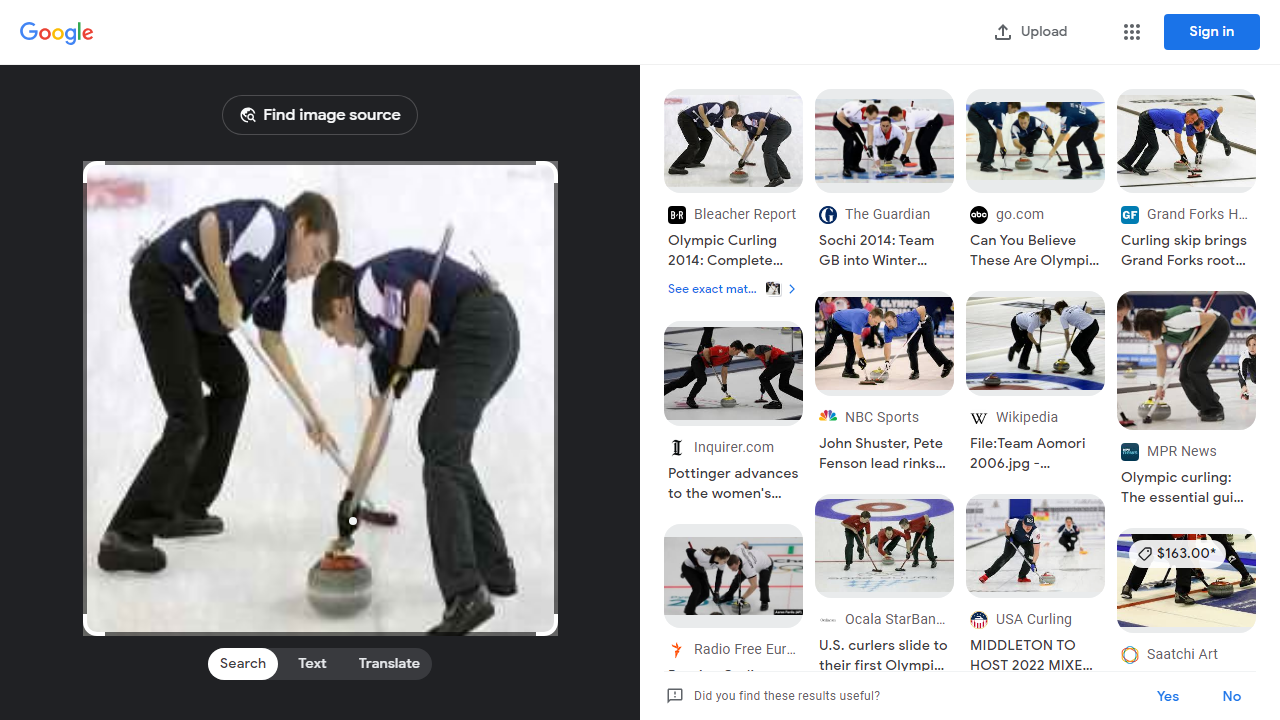 Google
Upload
Sign in
Find image source
Search
Text
Translate
B·R Bleacher Report
Olympic Curling
2014: Complete…
See exact mat…
The Guardian
Sochi 2014: Team
GB into Winter…
abc go.com
Can You Believe
These Are Olympi…
GF Grand Forks H…
Curling skip brings
Grand Forks root…
Inquirer.com
Pottinger advances
to the women's…
NBC Sports
John Shuster, Pete
Fenson lead rinks…
W Wikipedia
File:Team Aomori
2006.jpg -…
MPR News
Olympic curling:
The essential gui…
Radio Free Eur…
Ocala StarBan…
U.S. curlers slide to
their first Olympi…
USA Curling
MIDDLETON TO
HOST 2022 MIXE…
$163.00*
Saatchi Art
Did you find these results useful?
Yes
No